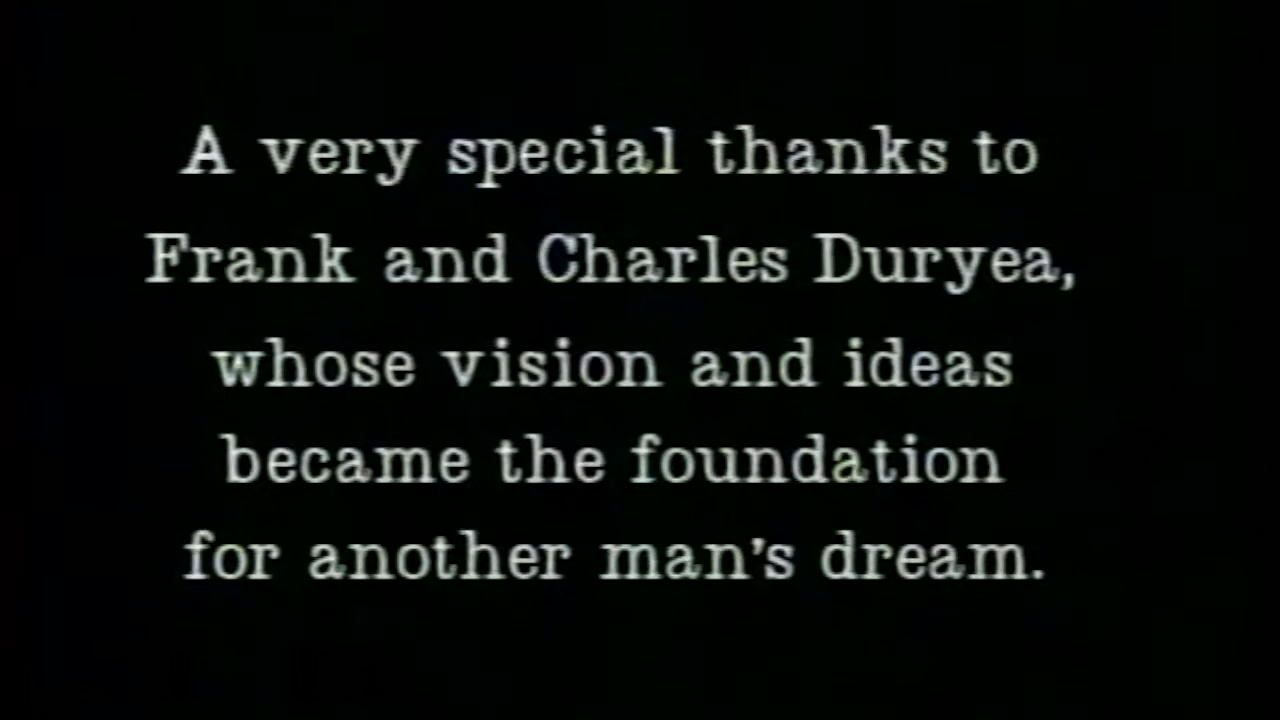 A very special thanks to
Frank and Charles Duryea,
whose vision and ideas
became the foundation
for another man's dream.